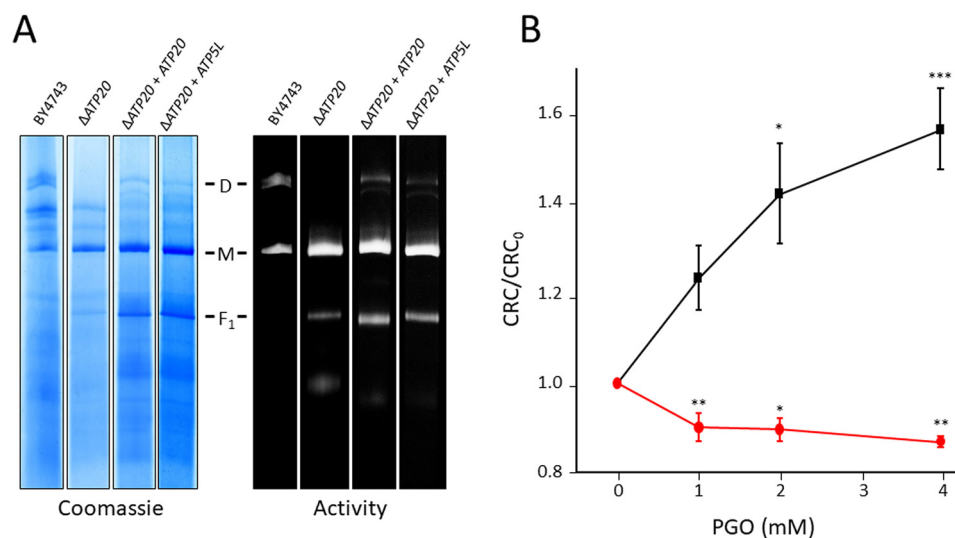 A
BY4743
ΔATP20
ΔATP20 + ATP20
ΔATP20 + ATP5L
BY4743
ΔATP20
ΔATP20 + ATP20
ΔATP20 + ATP5L
D
M
F₁
Coomassie
Activity
B
CRC/CRC₀
1.6
1.4
1.2
1.0
0.8
***
*
**
*
**
0
1
2
3
4
PGO (mM)